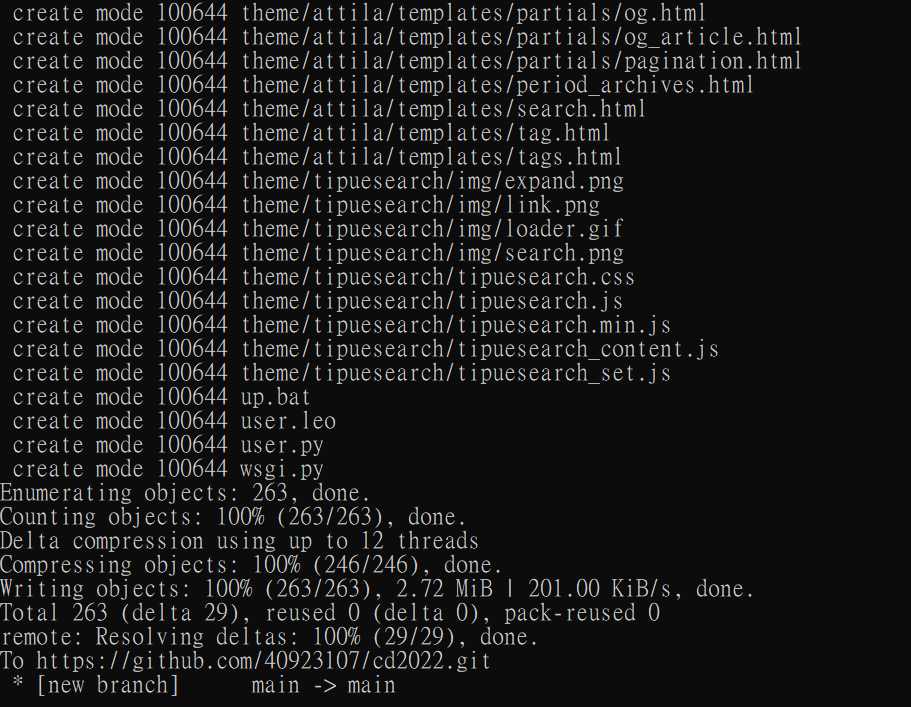 create mode 100644 theme/attila/templates/partials/og.html
create mode 100644 theme/attila/templates/partials/og_article.html
create mode 100644 theme/attila/templates/partials/pagination.html
create mode 100644 theme/attila/templates/period_archives.html
create mode 100644 theme/attila/templates/search.html
create mode 100644 theme/attila/templates/tag.html
create mode 100644 theme/attila/templates/tags.html
create mode 100644 theme/tipuesearch/img/expand.png
create mode 100644 theme/tipuesearch/img/link.png
create mode 100644 theme/tipuesearch/img/loader.gif
create mode 100644 theme/tipuesearch/img/search.png
create mode 100644 theme/tipuesearch/tipuesearch.css
create mode 100644 theme/tipuesearch/tipuesearch.js
create mode 100644 theme/tipuesearch/tipuesearch.min.js
create mode 100644 theme/tipuesearch/tipuesearch_content.js
create mode 100644 theme/tipuesearch/tipuesearch_set.js
create mode 100644 up.bat
create mode 100644 user.leo
create mode 100644 user.py
create mode 100644 wsgi.py
Enumerating objects: 263, done.
Counting objects: 100% (263/263), done.
Delta compression using up to 12 threads
Compressing objects: 100% (246/246), done.
Writing objects: 100% (263/263), 2.72 MiB | 201.00 KiB/s, done.
Total 263 (delta 29), reused 0 (delta 0), pack-reused 0
remote: Resolving deltas: 100% (29/29), done.
To https://github.com/40923107/cd2022.git
* [new branch]      main -> main